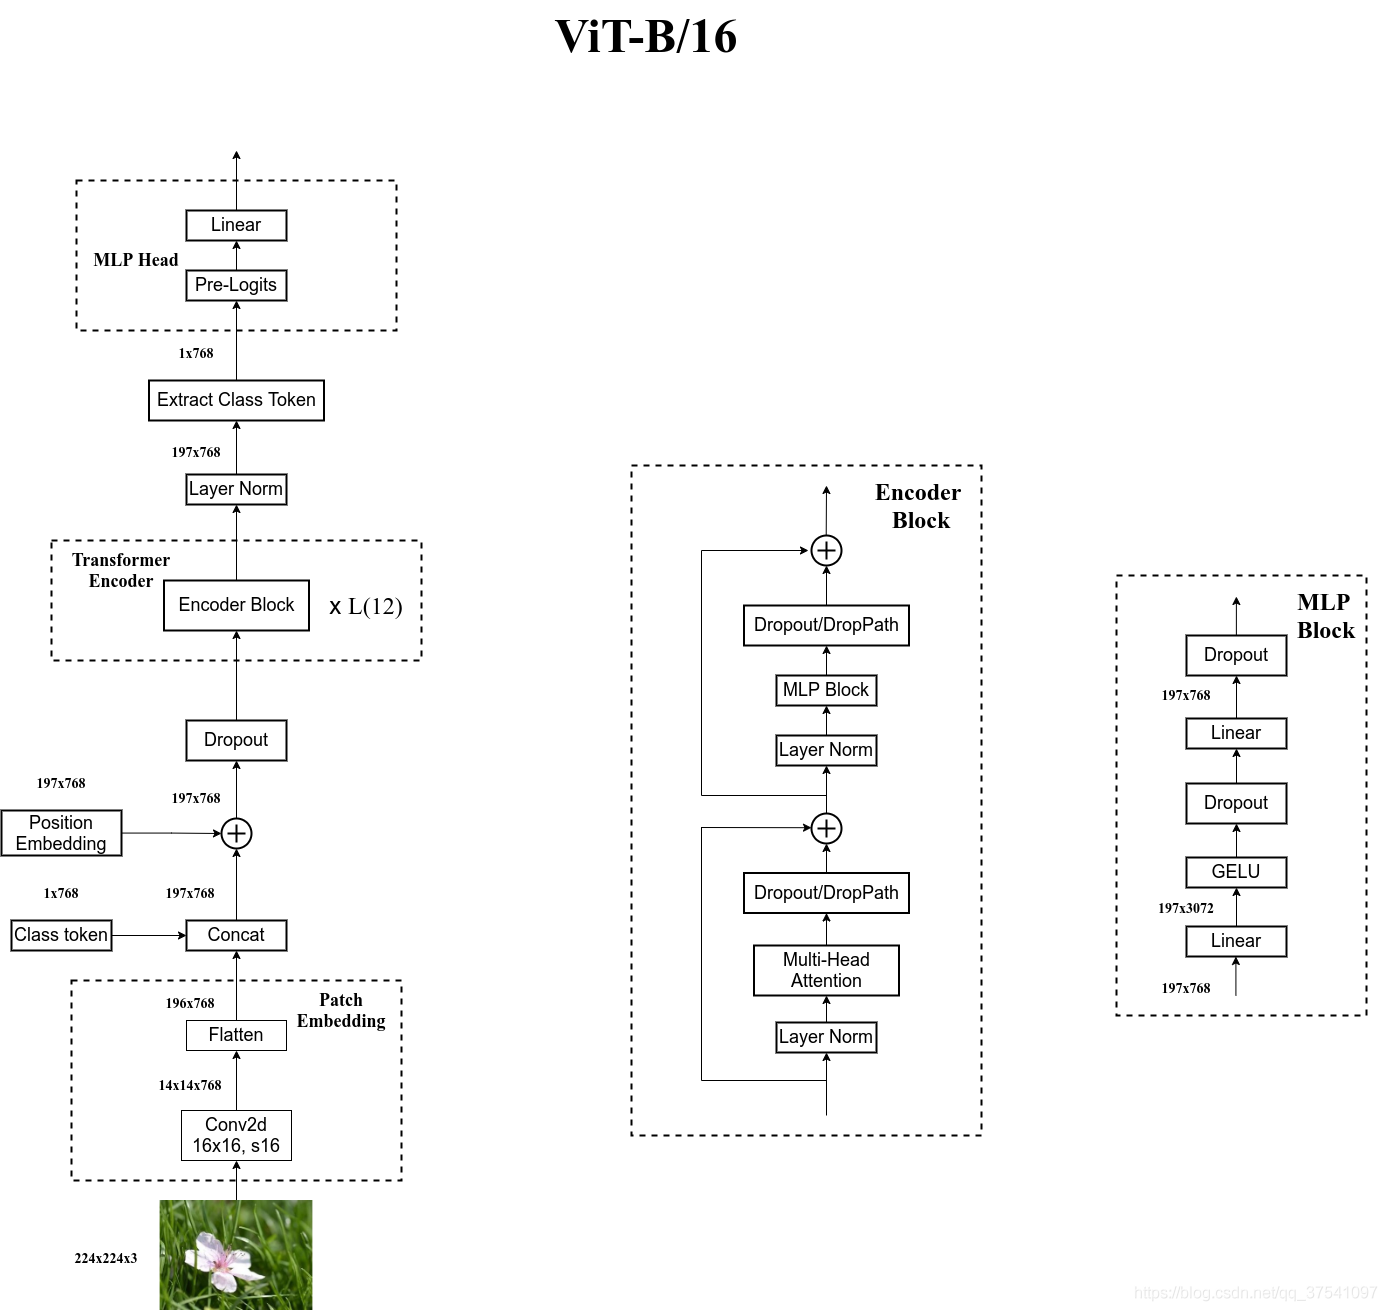 ViT-B/16
Linear
MLP Head
Pre-Logits
1x768
Extract Class Token
197x768
Layer Norm
Transformer
Encoder
Encoder Block
x L(12)
Dropout
197x768
197x768
Position
Embedding
1x768
197x768
Class token
Concat
196x768
Patch
Embedding
Flatten
14x14x768
Conv2d
16x16, s16
224x224x3
Encoder
Block
Dropout/DropPath
MLP Block
Layer Norm
Dropout/DropPath
Multi-Head
Attention
Layer Norm
MLP
Block
Dropout
197x768
Linear
Dropout
GELU
197x3072
Linear
197x768
https://blog.csdn.net/qq_37541097